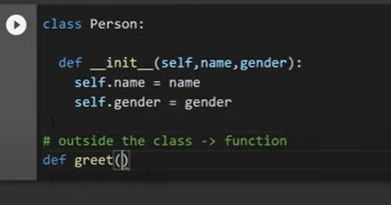 class Person:
def __init__(self,name,gender):
self.name = name
self.gender = gender
# outside the class -> function
def greet()